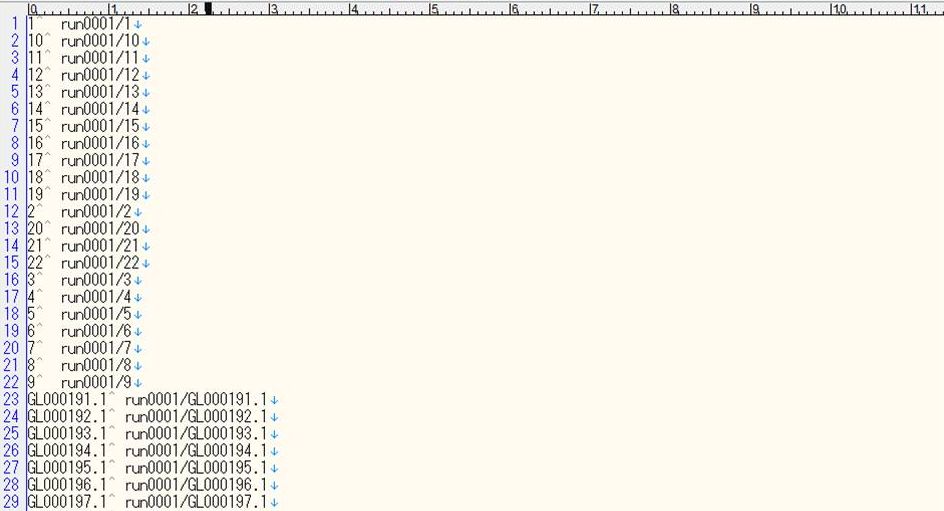 0 1 2 3 4 5 6 7 8 9 10 11
1 1^ run0001/1↓
2 10^ run0001/10↓
3 11^ run0001/11↓
4 12^ run0001/12↓
5 13^ run0001/13↓
6 14^ run0001/14↓
7 15^ run0001/15↓
8 16^ run0001/16↓
9 17^ run0001/17↓
10 18^ run0001/18↓
11 19^ run0001/19↓
12 2^ run0001/2↓
13 20^ run0001/20↓
14 21^ run0001/21↓
15 22^ run0001/22↓
16 3^ run0001/3↓
17 4^ run0001/4↓
18 5^ run0001/5↓
19 6^ run0001/6↓
20 7^ run0001/7↓
21 8^ run0001/8↓
22 9^ run0001/9↓
23 GL000191.1^ run0001/GL000191.1↓
24 GL000192.1^ run0001/GL000192.1↓
25 GL000193.1^ run0001/GL000193.1↓
26 GL000194.1^ run0001/GL000194.1↓
27 GL000195.1^ run0001/GL000195.1↓
28 GL000196.1^ run0001/GL000196.1↓
29 GL000197.1^ run0001/GL000197.1↓